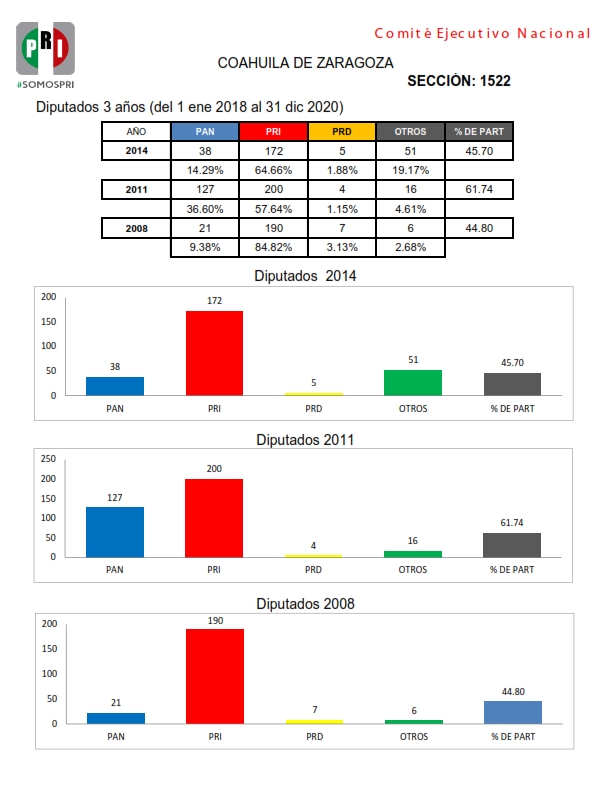 Comité Ejecutivo Nacional
PRI
#SOMOSPRI
COAHUILA DE ZARAGOZA
SECCIÓN: 1522
Diputados 3 años (del 1 ene 2018 al 31 dic 2020)
AÑO PAN PRI PRD OTROS % DE PART
2014 38 172 5 51 45.70
14.29% 64.66% 1.88% 19.17%
2011 127 200 4 16 61.74
36.60% 57.64% 1.15% 4.61%
2008 21 190 7 6 44.80
9.38% 84.82% 3.13% 2.68%
Diputados 2014
200
150
100
50
0
38 172 5 51 45.70
PAN PRI PRD OTROS % DE PART
Diputados 2011
250
200
150
100
50
0
127 200 4 16 61.74
PAN PRI PRD OTROS % DE PART
Diputados 2008
200
150
100
50
0
21 190 7 6 44.80
PAN PRI PRD OTROS % DE PART